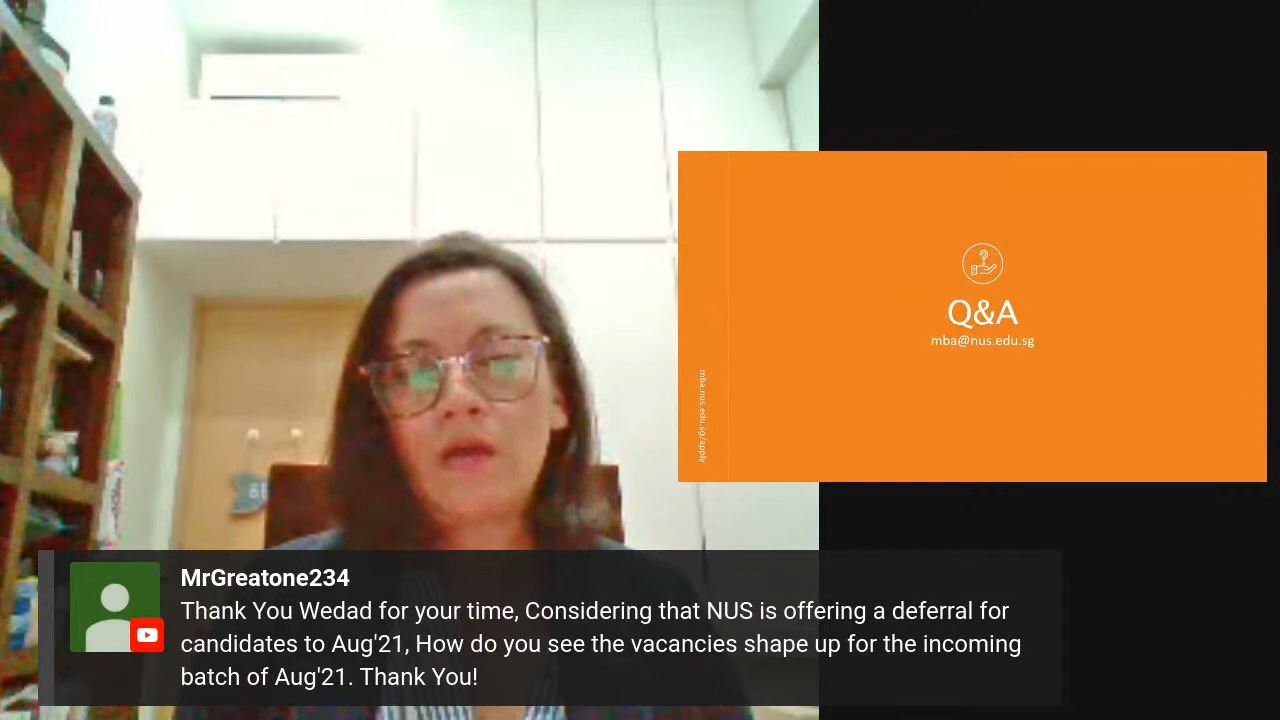 Q&A
mba@nus.edu.sg
mba.nus.edu.sg/apply
MrGreatone234
Thank You Wedad for your time, Considering that NUS is offering a deferral for
candidates to Aug'21, How do you see the vacancies shape up for the incoming
batch of Aug'21. Thank You!